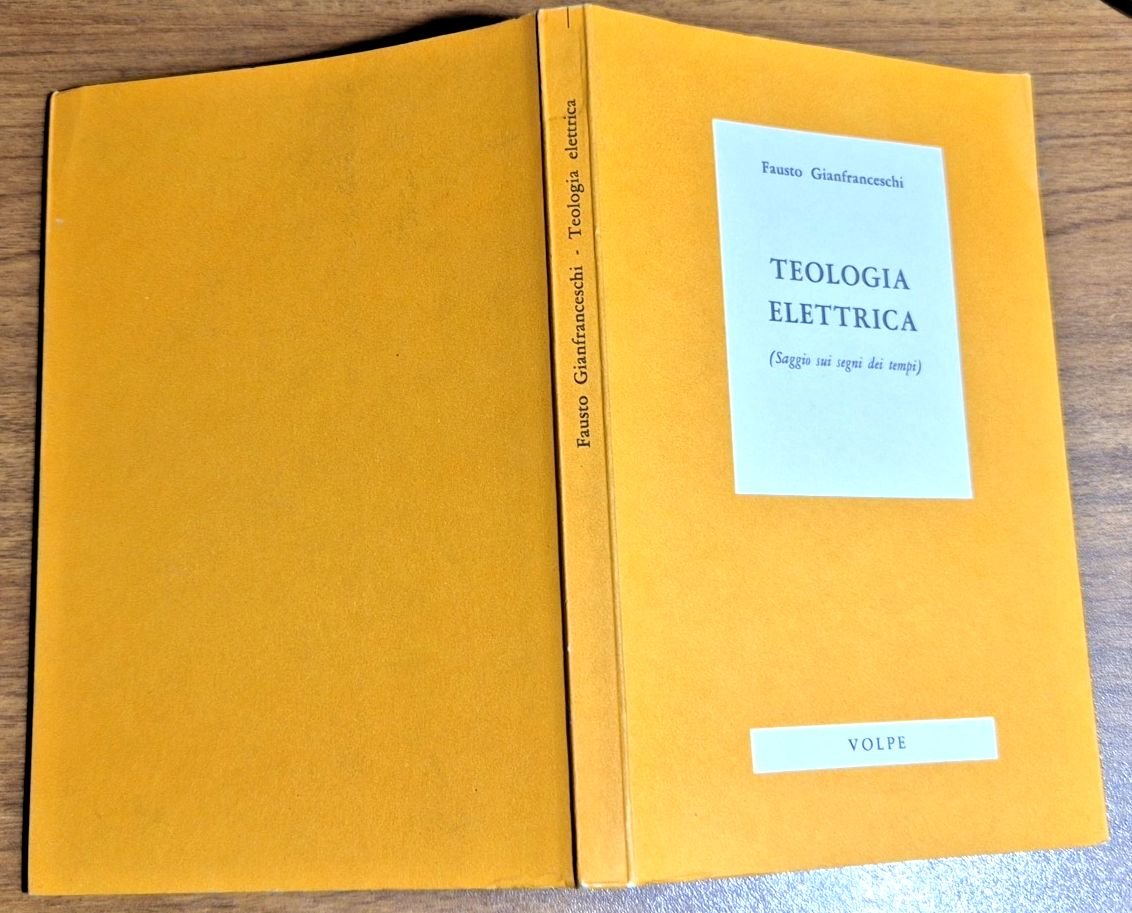 Fausto Gianfranceschi - Teologia elettrica
Fausto Gianfranceschi
TEOLOGIA
ELETTRICA
(Saggio sui segni dei tempi)
VOLPE